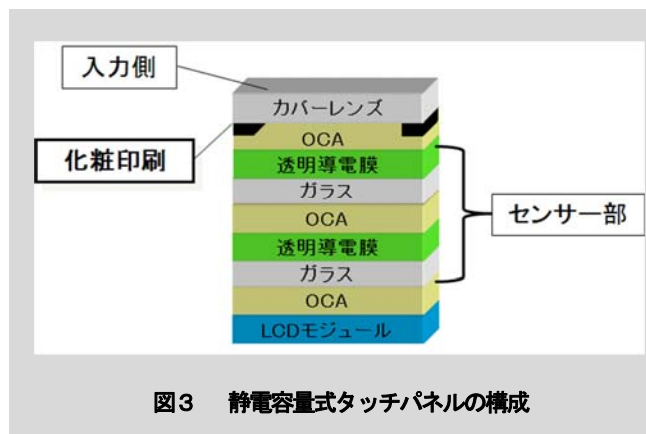 入力側
カバーレンズ
OCA
化粧印刷
透明導電膜
ガラス
OCA
センサー部
透明導電膜
ガラス
OCA
LCDモジュール
図3 静電容量式タッチパネルの構成